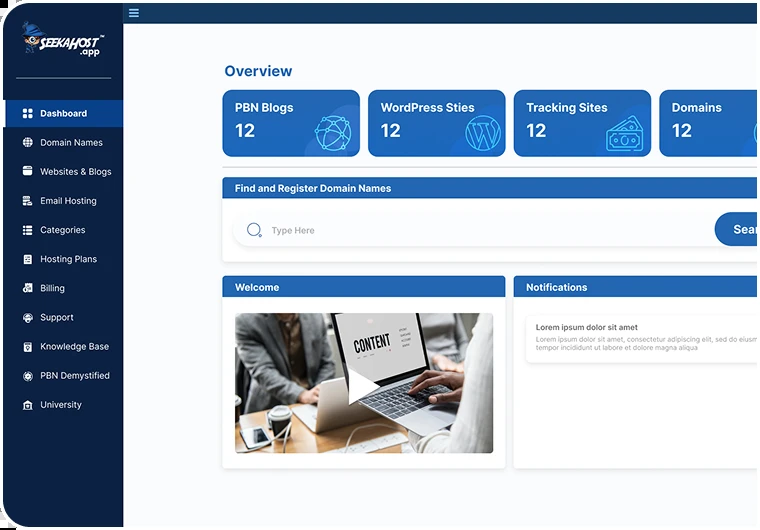 SEEKAHOST™
.app
Dashboard
Domain Names
Websites & Blogs
Email Hosting
Categories
Hosting Plans
Billing
Support
Knowledge Base
PBN Demystified
University
Overview
PBN Blogs
12
WordPress Sties
12
Tracking Sites
12
Domains
12
Find and Register Domain Names
Type Here
Sear
Welcome
CONTENT
Notifications
Lorem ipsum dolor sit amet
Lorem ipsum dolor sit amet, consectetur adipiscing elit, sed do eiusm
tempor incididunt ut labore et dolore magna aliqua